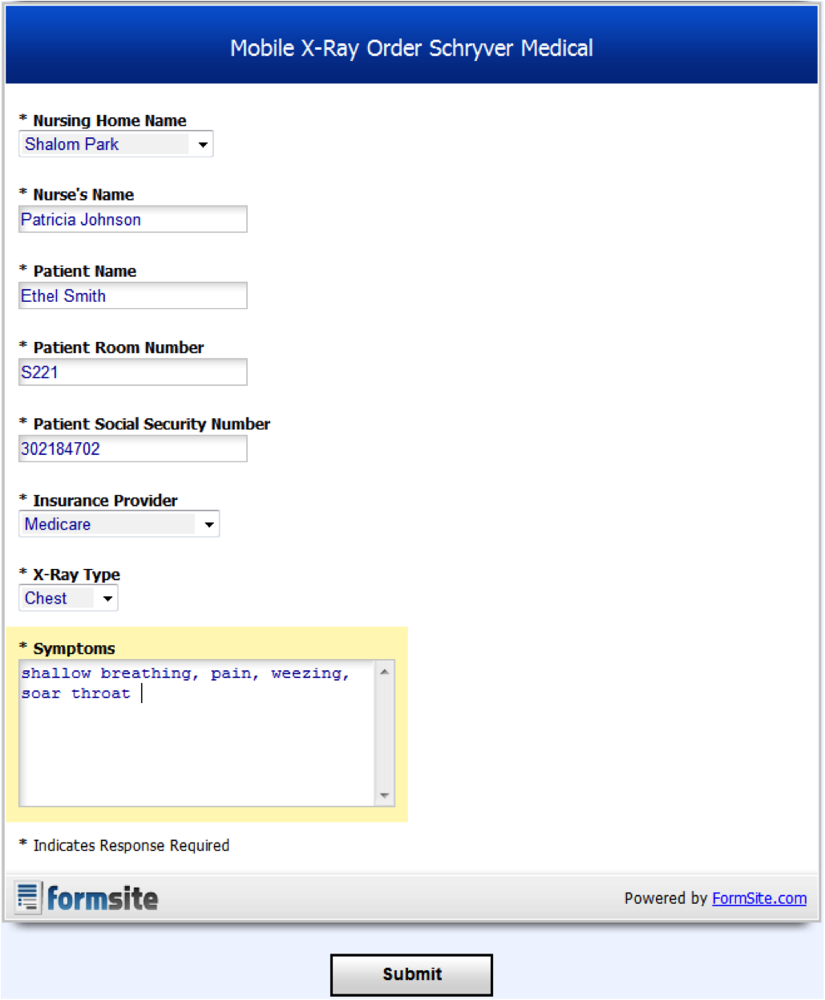 Mobile X-Ray Order Schryver Medical
* Nursing Home Name
Shalom Park
* Nurse's Name
Patricia Johnson
* Patient Name
Ethel Smith
* Patient Room Number
S221
* Patient Social Security Number
302184702
* Insurance Provider
Medicare
* X-Ray Type
Chest
* Symptoms
shallow breathing, pain, weezing,
soar throat
* Indicates Response Required
formsite
Powered by FormSite.com
Submit